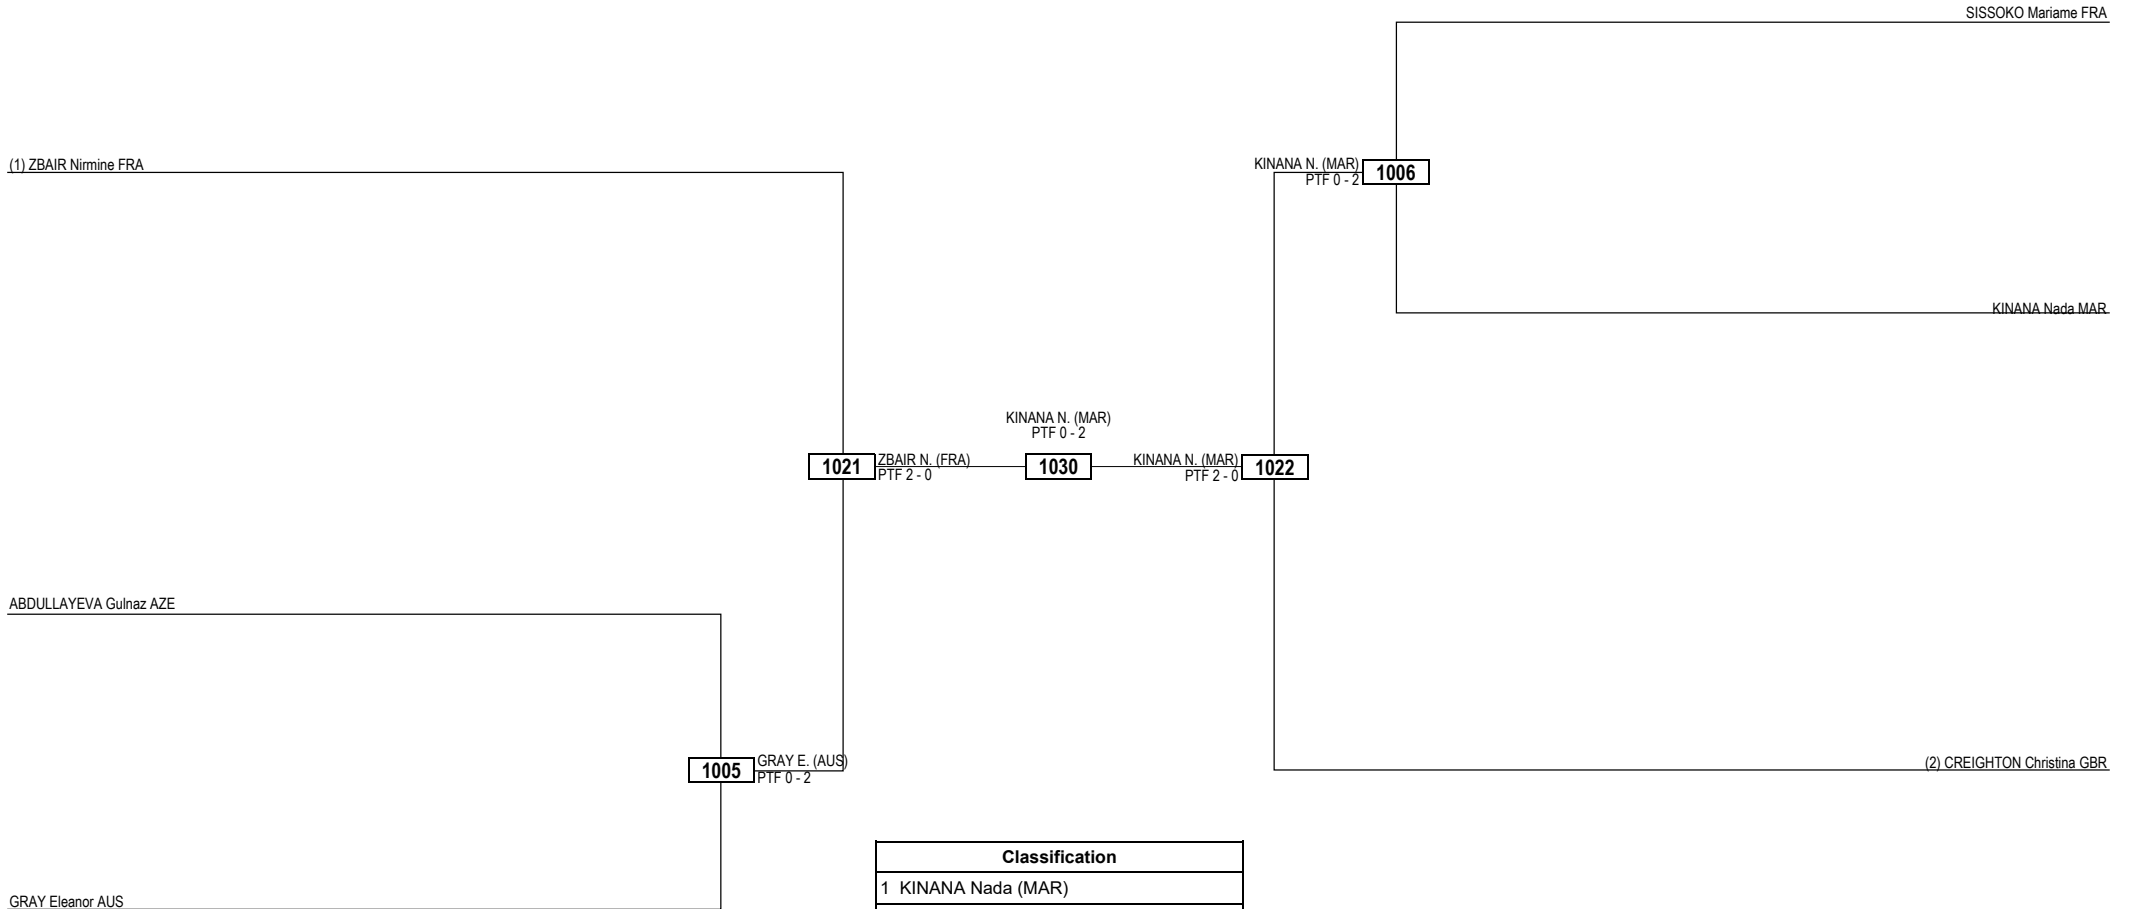 SISSOKO Mariame FRA
(1) ZBAIR Nirmine FRA
KINANA N. (MAR)
PTF 0 - 2
1006
KINANA Nada MAR
KINANA N. (MAR)
PTF 0 - 2
1021
ZBAIR N. (FRA)
PTF 2 - 0
1030
KINANA N. (MAR)
PTF 2 - 0
1022
ABDULLAYEVA Gulnaz AZE
1005
GRAY E. (AUS)
PTF 0 - 2
(2) CREIGHTON Christina GBR
Classification
1 KINANA Nada (MAR)
GRAY Eleanor AUS